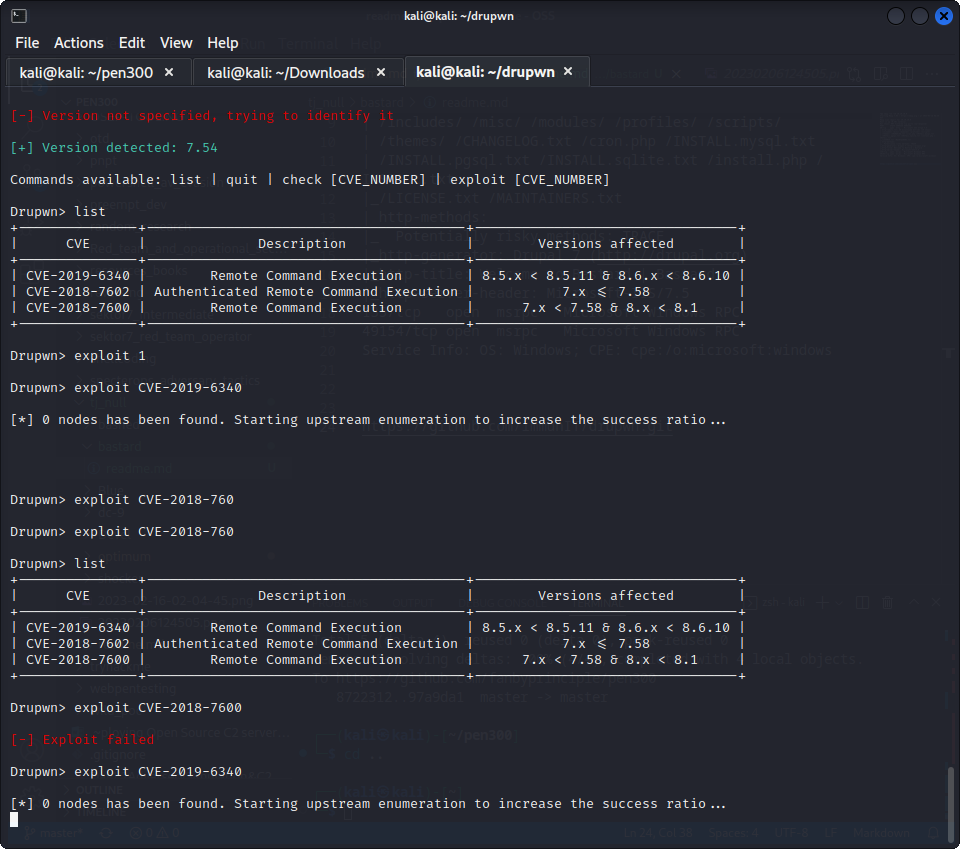 kali@kali: ~/drupwn
File Actions Edit View Help
kali@kali: ~/pen300 × kali@kali: ~/Downloads × kali@kali: ~/drupwn ×
[-] Version not specified, trying to identify it
[+] Version detected: 7.54
Commands available: list | quit | check [CVE_NUMBER] | exploit [CVE_NUMBER]
Drupwn> list
| CVE | Description | Versions affected |
| CVE-2019-6340 | Remote Command Execution | 8.5.x < 8.5.11 & 8.6.x < 8.6.10 |
| CVE-2018-7602 | Authenticated Remote Command Execution | 7.x <= 7.58 |
| CVE-2018-7600 | Remote Command Execution | 7.x < 7.58 & 8.x < 8.1 |
Drupwn> exploit 1
Drupwn> exploit CVE-2019-6340
[*] 0 nodes has been found. Starting upstream enumeration to increase the success ratio...
Drupwn> exploit CVE-2018-760
Drupwn> exploit CVE-2018-760
Drupwn> list
| CVE | Description | Versions affected |
| CVE-2019-6340 | Remote Command Execution | 8.5.x < 8.5.11 & 8.6.x < 8.6.10 |
| CVE-2018-7602 | Authenticated Remote Command Execution | 7.x <= 7.58 |
| CVE-2018-7600 | Remote Command Execution | 7.x < 7.58 & 8.x < 8.1 |
Drupwn> exploit CVE-2018-7600
[-] Exploit failed
Drupwn> exploit CVE-2019-6340
[*] 0 nodes has been found. Starting upstream enumeration to increase the success ratio...